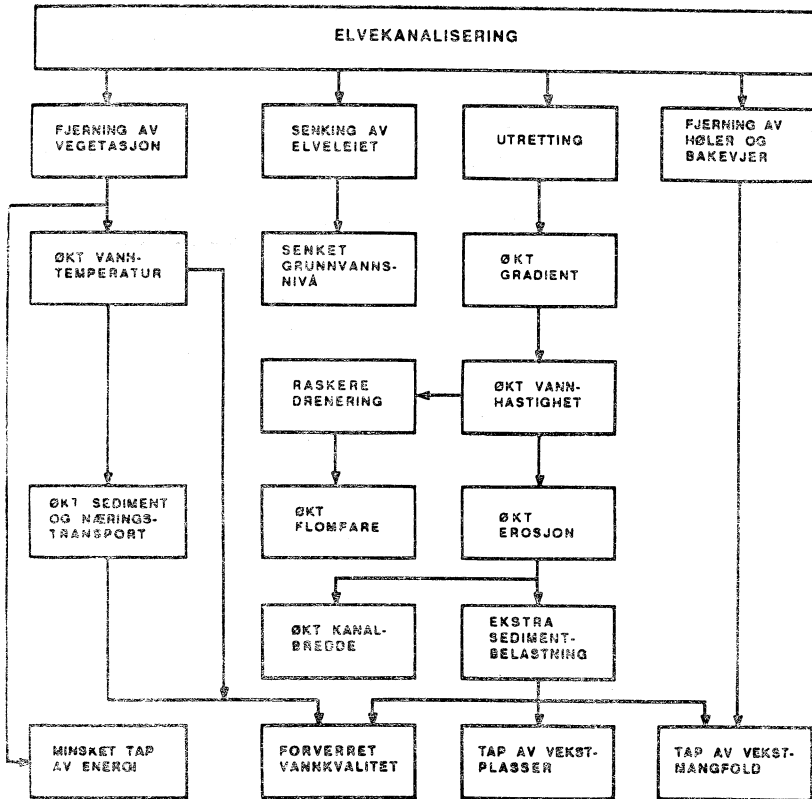 ELVEKANALISERING
FJERNING AV
VEGETASJON
SENKING AV
ELVELEIET
UTRETTING
FJERNING AV
HØLER OG
BAKEVJER
ØKT VANN-
TEMPERATUR
SENKET
GRUNNVANNS-
NIVÅ
ØKT
GRADIENT
RASKERE
DRENERING
ØKT VANN-
HASTIGHET
ØKT SEDIMENT
OG NÆRINGS-
TRANSPORT
ØKT
FLOMFARE
ØKT
EROSJON
ØKT KANAL-
BREDDE
EKSTRA
SEDIMENT-
BELASTNING
MINSKET TAP
AV ENERGI
FORVERRET
VANNKVALITET
TAP AV VEKST-
PLASSER
TAP AV VEKST-
MANGFOLD